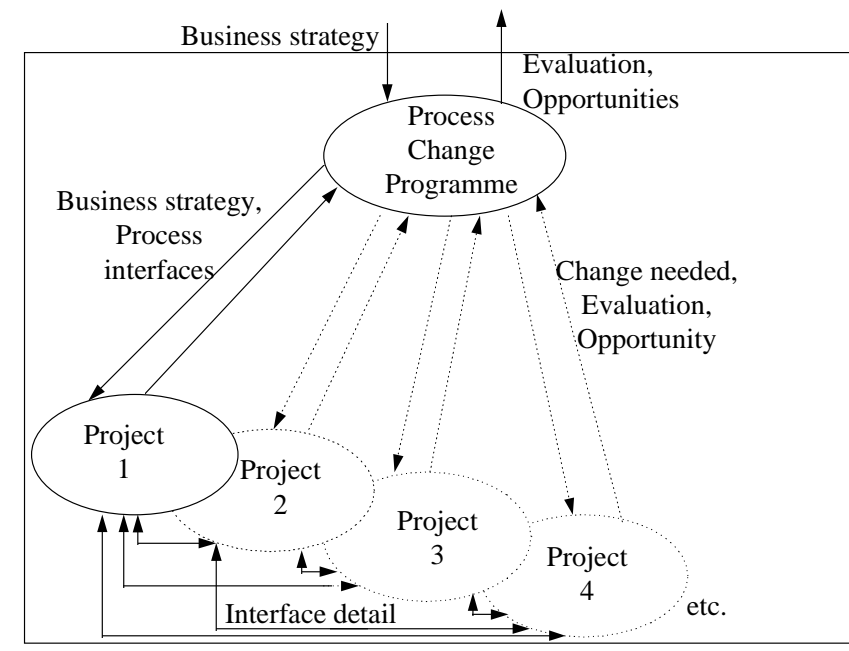 Business strategy
Evaluation,
Opportunities
Process
Change
Programme
Business strategy,
Process
interfaces
Change needed,
Evaluation,
Opportunity
Project
1
Project
2
Project
3
Project
4
etc.
Interface detail